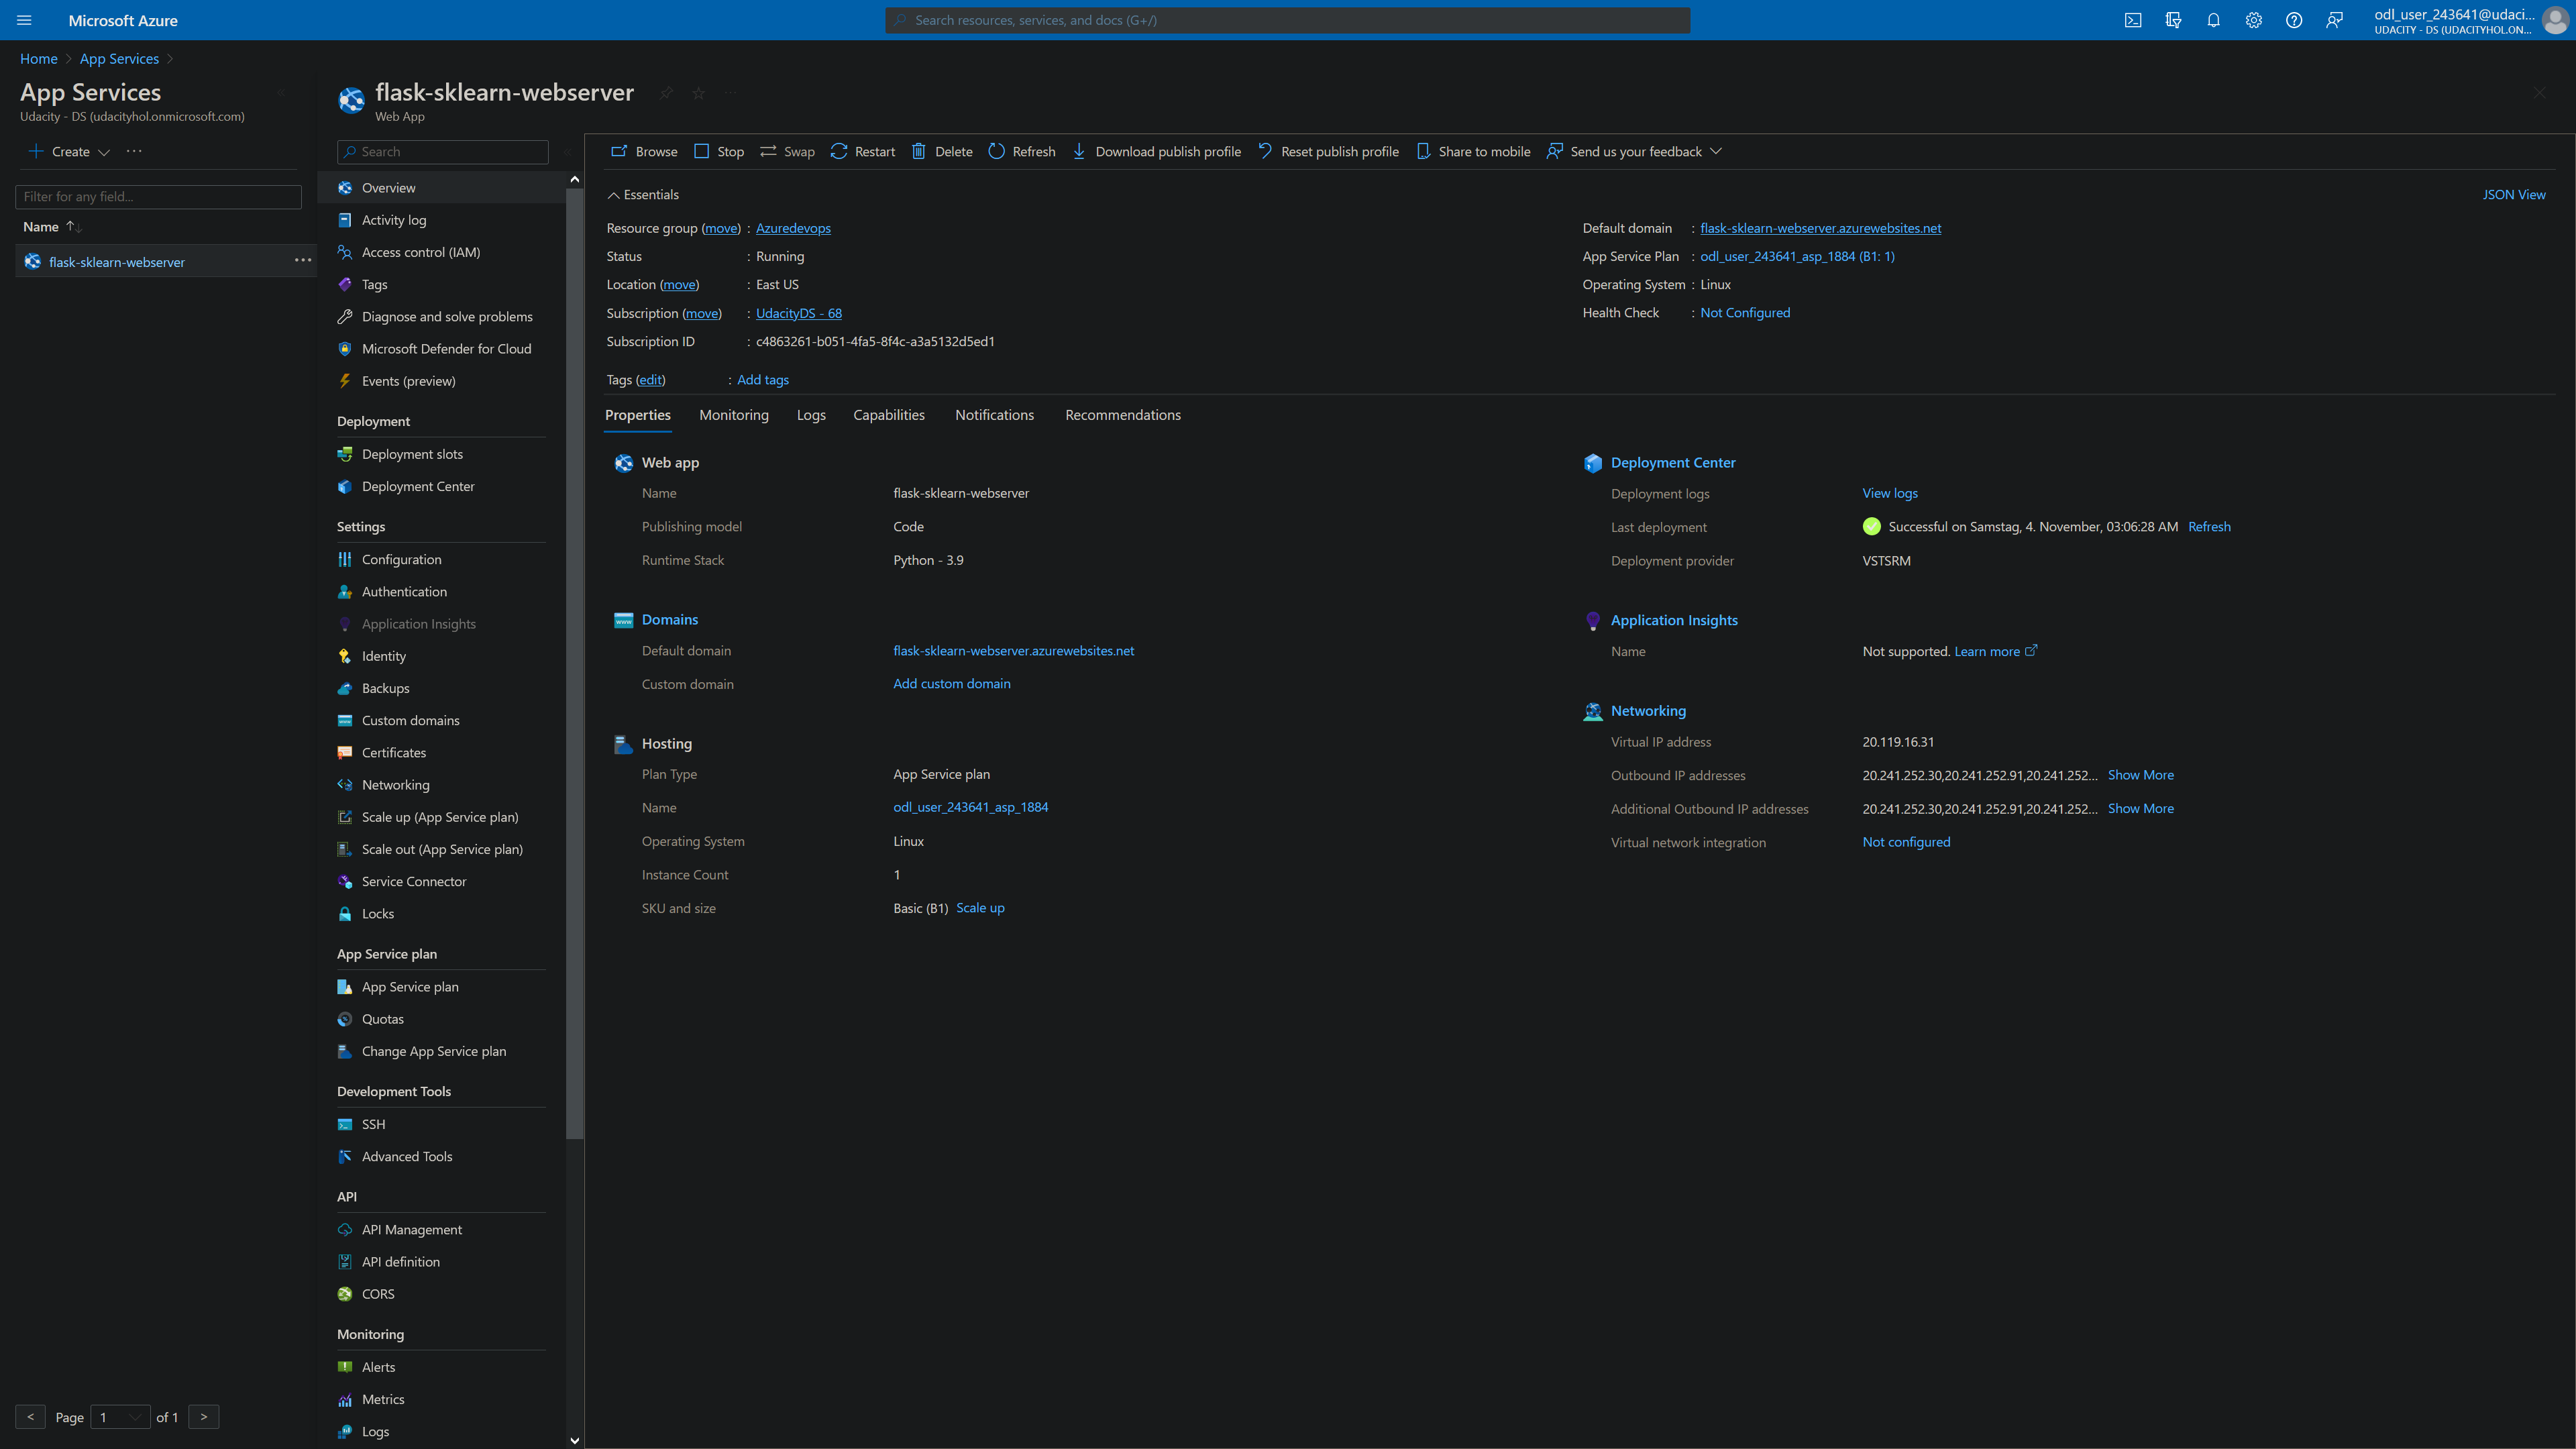 Microsoft Azure
Search resources, services, and docs (G+/)
odl_user_243641@udaci...
UDACITY - DS (UDACITYHOL.ON...
Home > App Services >
App Services
Udacity - DS (udacityhol.onmicrosoft.com)
+ Create ...
Filter for any field...
Name ↑↓
flask-sklearn-webserver ...
< Page 1 of 1 >
flask-sklearn-webserver ...
Web App
Search
Overview
Activity log
Access control (IAM)
Tags
Diagnose and solve problems
Microsoft Defender for Cloud
Events (preview)
Deployment
Deployment slots
Deployment Center
Settings
Configuration
Authentication
Application Insights
Identity
Backups
Custom domains
Certificates
Networking
Scale up (App Service plan)
Scale out (App Service plan)
Service Connector
Locks
App Service plan
App Service plan
Quotas
Change App Service plan
Development Tools
SSH
Advanced Tools
API
API Management
API definition
CORS
Monitoring
Alerts
Metrics
Logs
Browse Stop Swap Restart Delete Refresh Download publish profile Reset publish profile Share to mobile Send us your feedback
Essentials
JSON View
Resource group (move) : Azuredevops
Status : Running
Location (move) : East US
Subscription (move) : UdacityDS - 68
Subscription ID : c4863261-b051-4fa5-8f4c-a3a5132d5ed1
Default domain : flask-sklearn-webserver.azurewebsites.net
App Service Plan : odl_user_243641_asp_1884 (B1: 1)
Operating System : Linux
Health Check : Not Configured
Tags (edit) : Add tags
Properties Monitoring Logs Capabilities Notifications Recommendations
Web app
Name flask-sklearn-webserver
Publishing model Code
Runtime Stack Python - 3.9
Domains
Default domain flask-sklearn-webserver.azurewebsites.net
Custom domain Add custom domain
Hosting
Plan Type App Service plan
Name odl_user_243641_asp_1884
Operating System Linux
Instance Count 1
SKU and size Basic (B1) Scale up
Deployment Center
Deployment logs View logs
Last deployment Successful on Samstag, 4. November, 03:06:28 AM Refresh
Deployment provider VSTSRM
Application Insights
Name Not supported. Learn more
Networking
Virtual IP address 20.119.16.31
Outbound IP addresses 20.241.252.30,20.241.252.91,20.241.252... Show More
Additional Outbound IP addresses 20.241.252.30,20.241.252.91,20.241.252... Show More
Virtual network integration Not configured